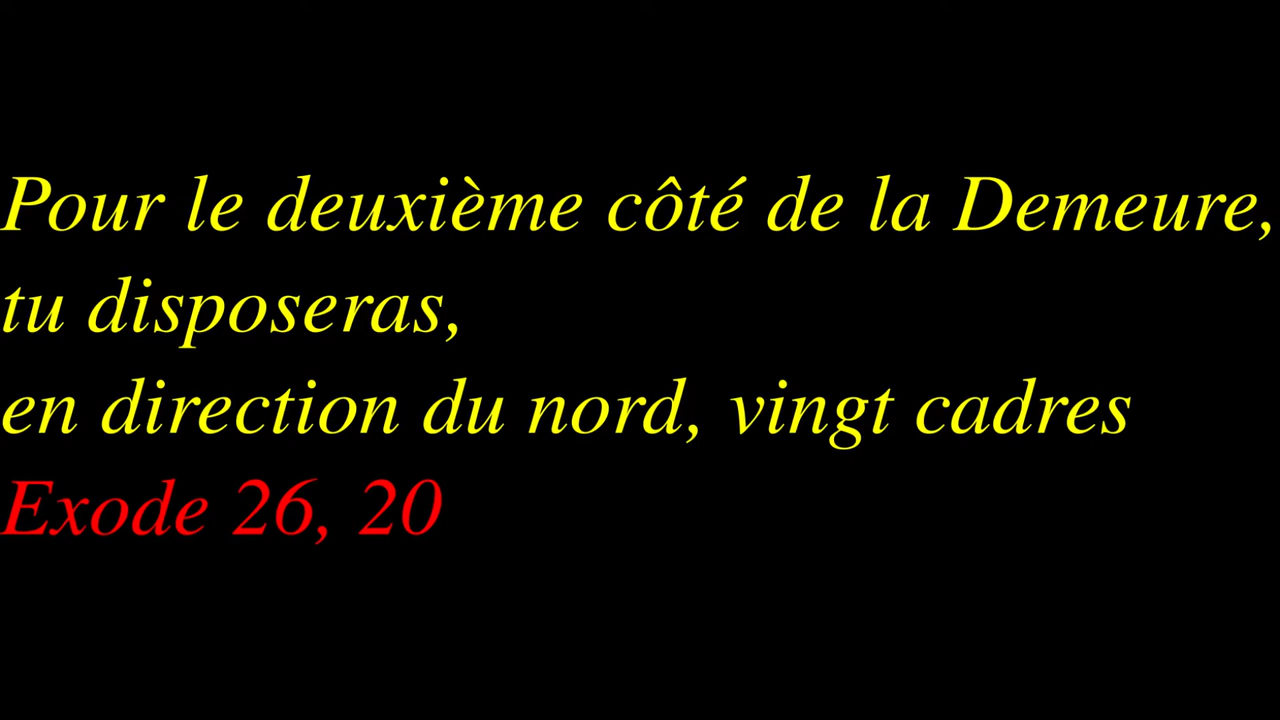 Pour le deuxième côté de la Demeure,
tu disposeras,
en direction du nord, vingt cadres
Exode 26, 20